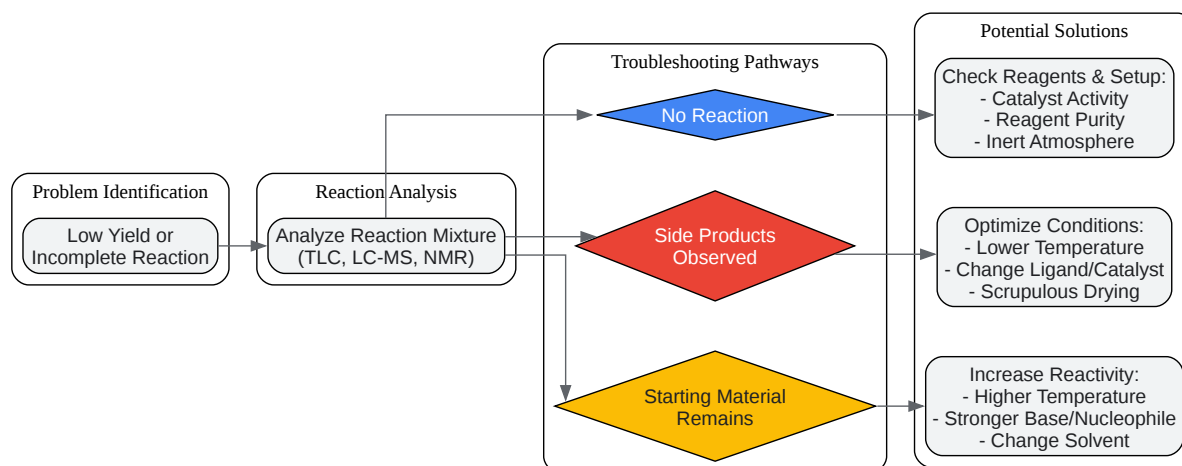 Problem Identification
Low Yield or
Incomplete Reaction
Reaction Analysis
Analyze Reaction Mixture
(TLC, LC-MS, NMR)
Troubleshooting Pathways
No Reaction
Side Products
Observed
Starting Material
Remains
Potential Solutions
Check Reagents & Setup:
- Catalyst Activity
- Reagent Purity
- Inert Atmosphere
Optimize Conditions:
- Lower Temperature
- Change Ligand/Catalyst
- Scrupulous Drying
Increase Reactivity:
- Higher Temperature
- Stronger Base/Nucleophile
- Change Solvent